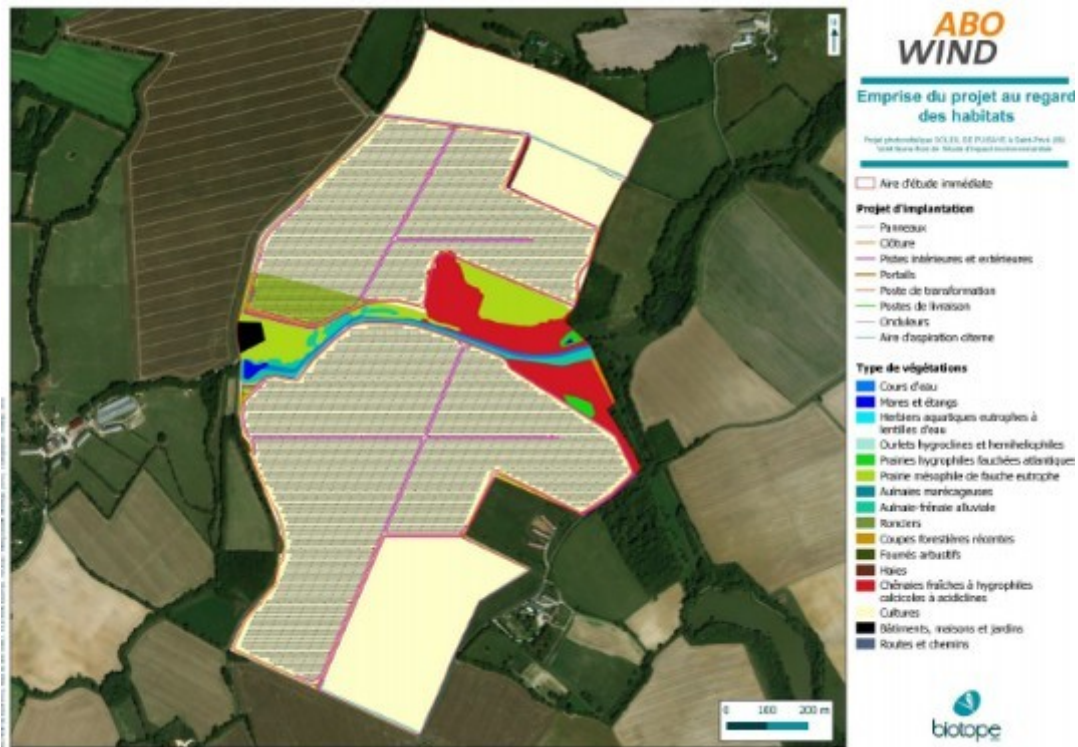 N
ABO
WIND
Emprise du projet au regard
des habitats
Aire d'étude immédiate
Projet d'implantation
Panneaux
Clôture
Pistes intérieures et extérieures
Portails
Poste de transformation
Postes de livraison
Onduleurs
Aire d'aspiration citerne
Type de végétations
Cours d'eau
Mares et étangs
Herbiers aquatiques eutrophes à
lentilles d'eau
Ourlets hygroclines et hemiheliophiles
Prairies hygrophiles fauchées atlantiques
Prairie mésophile de fauche eutrophe
Aulnaies marécageuses
Aulnaie-frênaie alluviale
Ronciers
Coupes forestières récentes
Fourrés arbustifs
Haies
Chênaies fraîches à hygrophiles
calcicoles à acidiclines
Cultures
Bâtiments, maisons et jardins
Routes et chemins
0 100 200 m
biotope